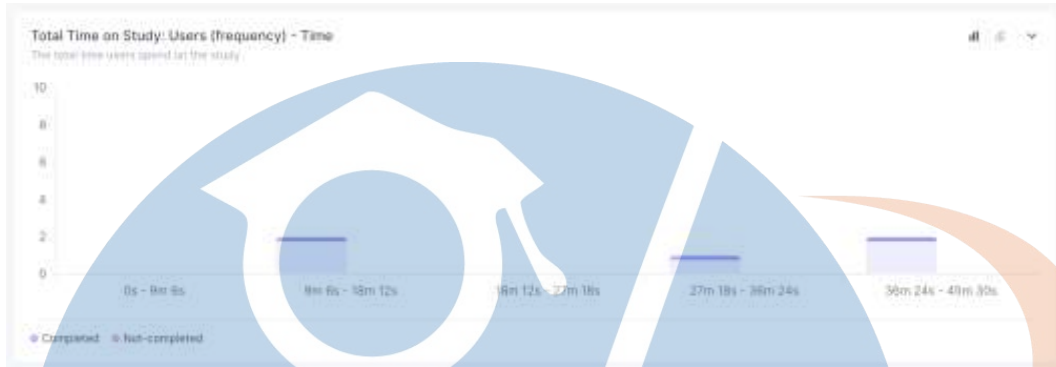 Total Time on Study: Users (frequency) - Time
The total time users spend on the study
10
8
6
4
2
0
0s - 9m 6s
9m 6s - 18m 12s
18m 12s - 27m 18s
27m 18s - 36m 24s
36m 24s - 49m 30s
Completed
Not-completed